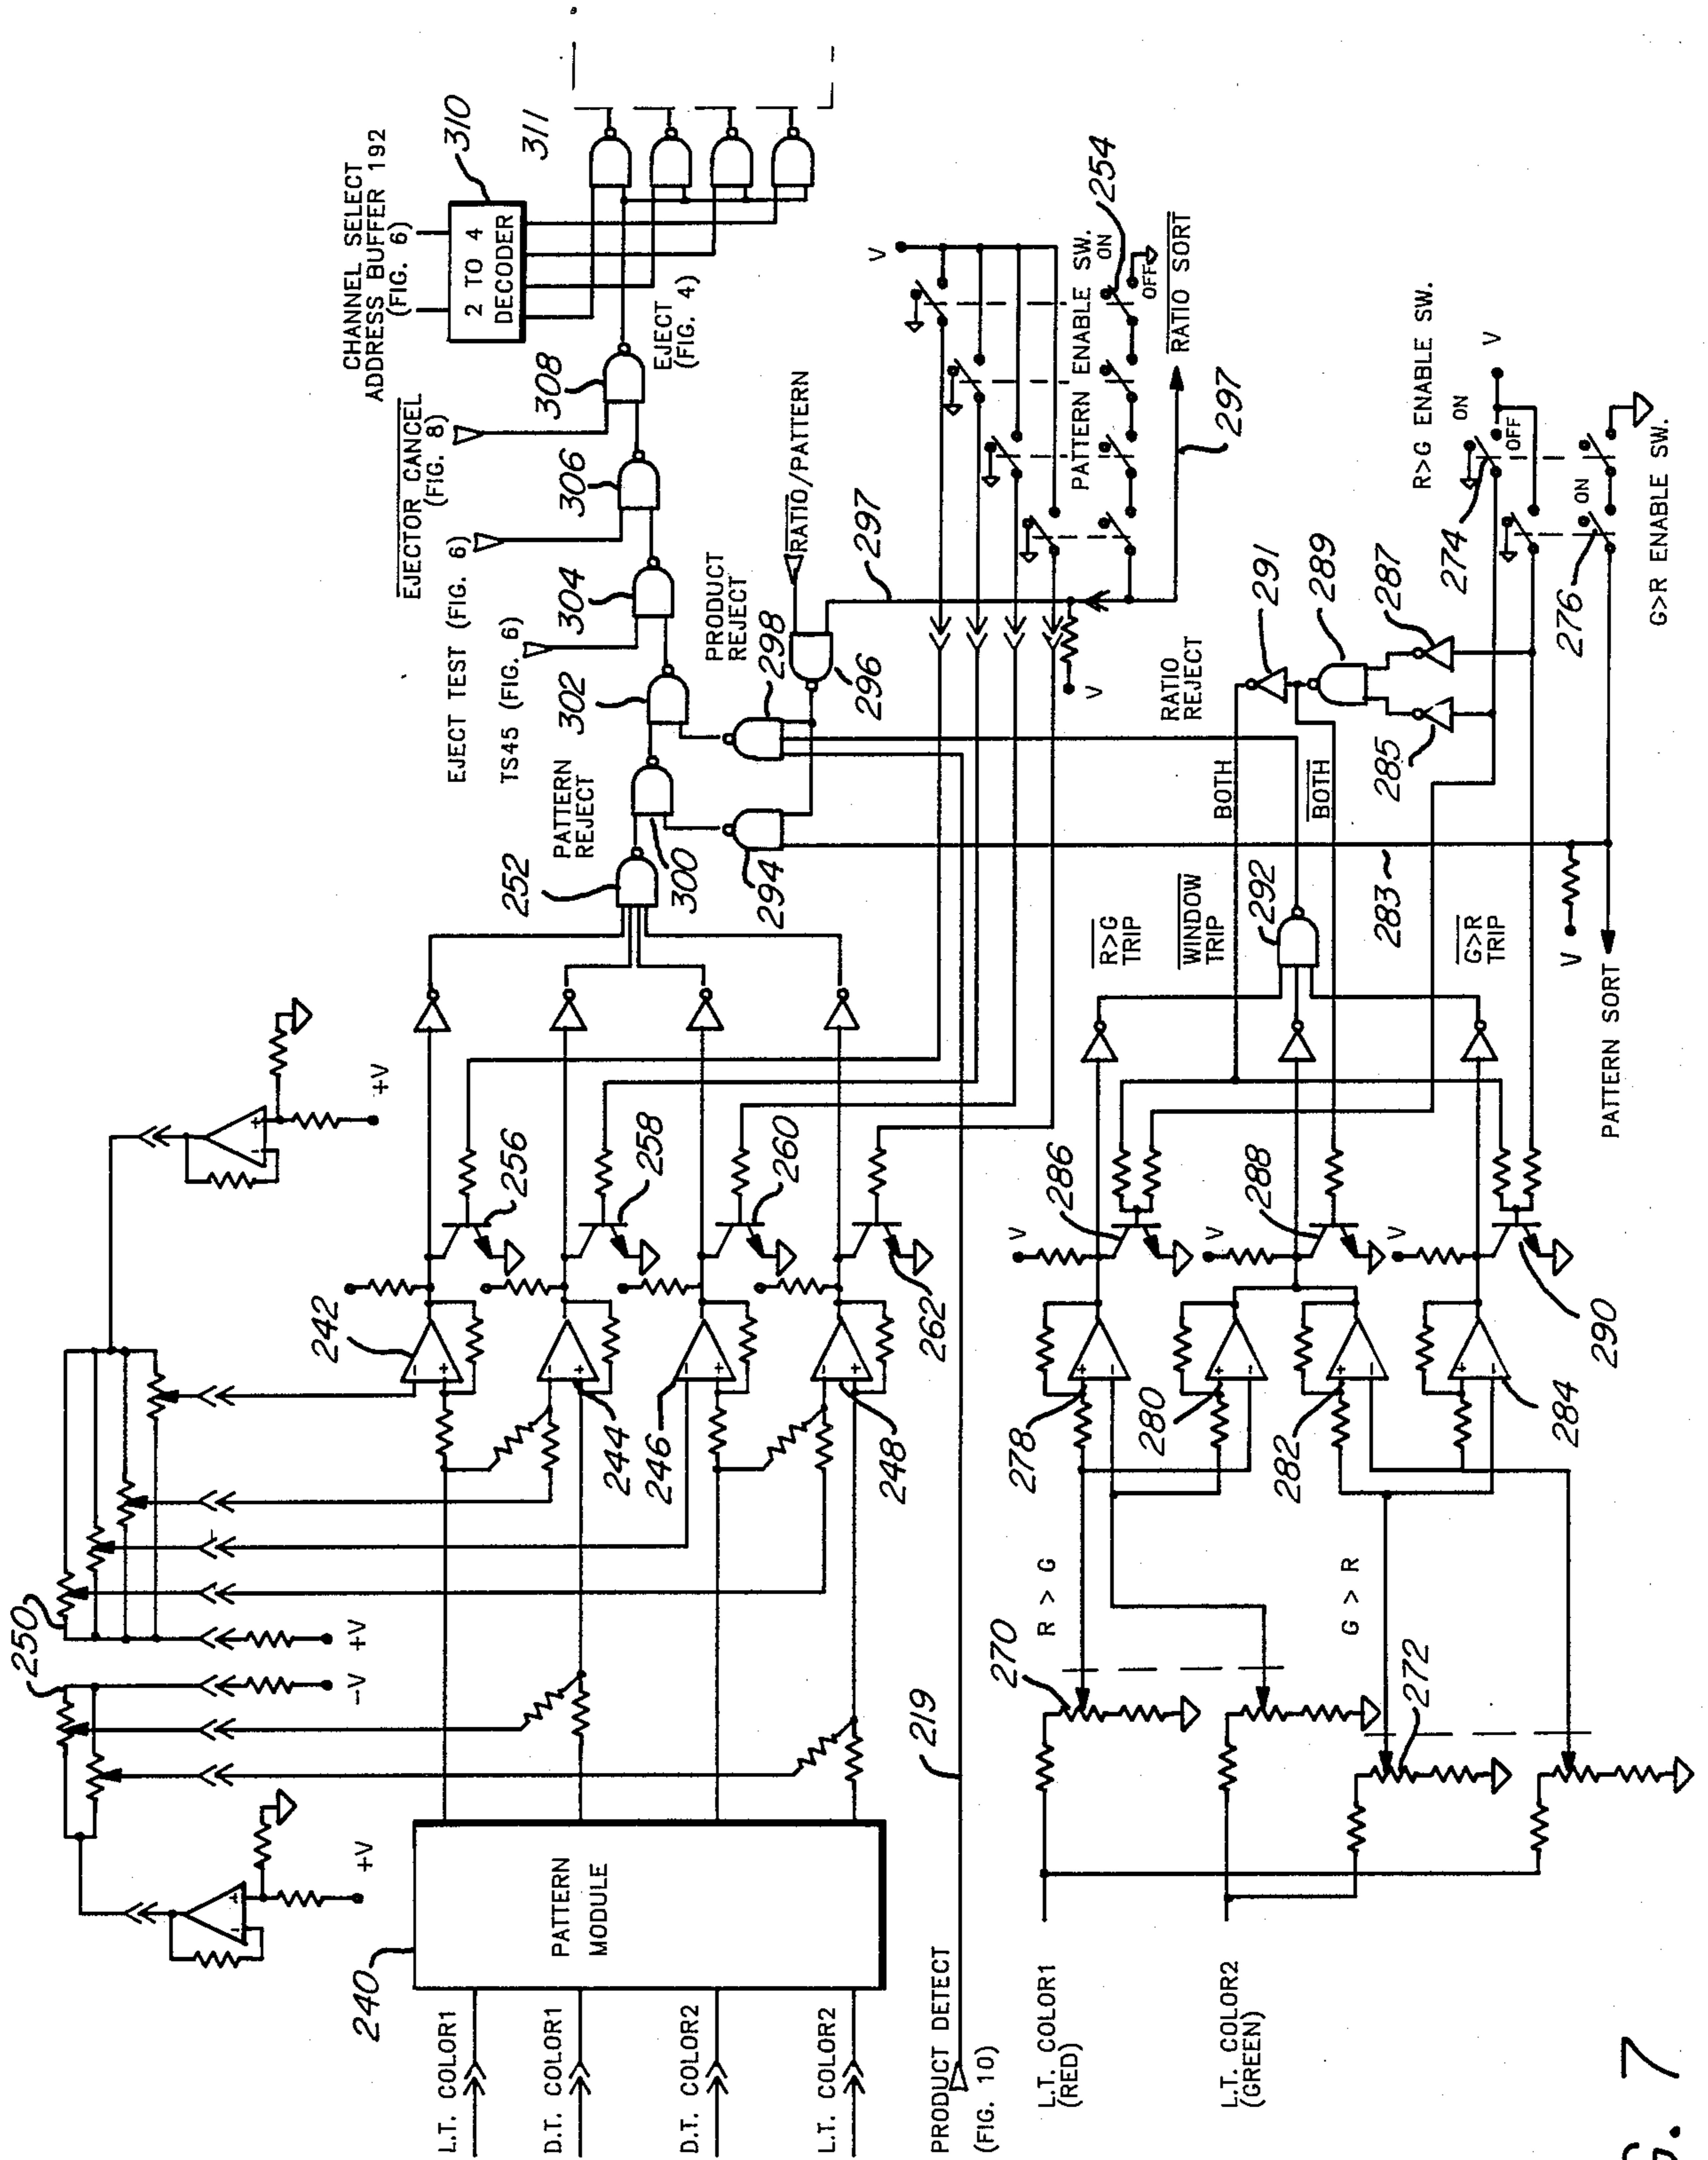 CHANNEL SELECT
ADDRESS BUFFER 192
(FIG. 6)
310
2 TO 4
DECODER
311
EJECTOR CANCEL
(FIG. 8)
308
EJECT
(FIG. 4)
EJECT TEST (FIG. 6)
306
TS45 (FIG. 6)
304
302
PATTERN
REJECT
300
252
PRODUCT
REJECT
298
296
294
RATIO/PATTERN
297
V
PATTERN ENABLE SW.
ON
OFF
254
RATIO SORT
297
V
+V
250
-V
+V
+V
242
244
246
248
256
258
260
262
240
PATTERN
MODULE
L.T. COLOR1
D.T. COLOR1
D.T. COLOR2
L.T. COLOR2
PRODUCT DETECT
(FIG. 10)
219
L.T. COLOR1
(RED)
L.T. COLOR2
(GREEN)
270
R > G
G > R
272
278
280
282
284
V
286
V
288
V
290
R>G
TRIP
WINDOW
TRIP
G>R
TRIP
292
283
BOTH
BOTH
RATIO
REJECT
291
289
287
285
R>G ENABLE SW.
ON
OFF
V
274
ON
276
G>R ENABLE SW.
V
PATTERN SORT
G. 7